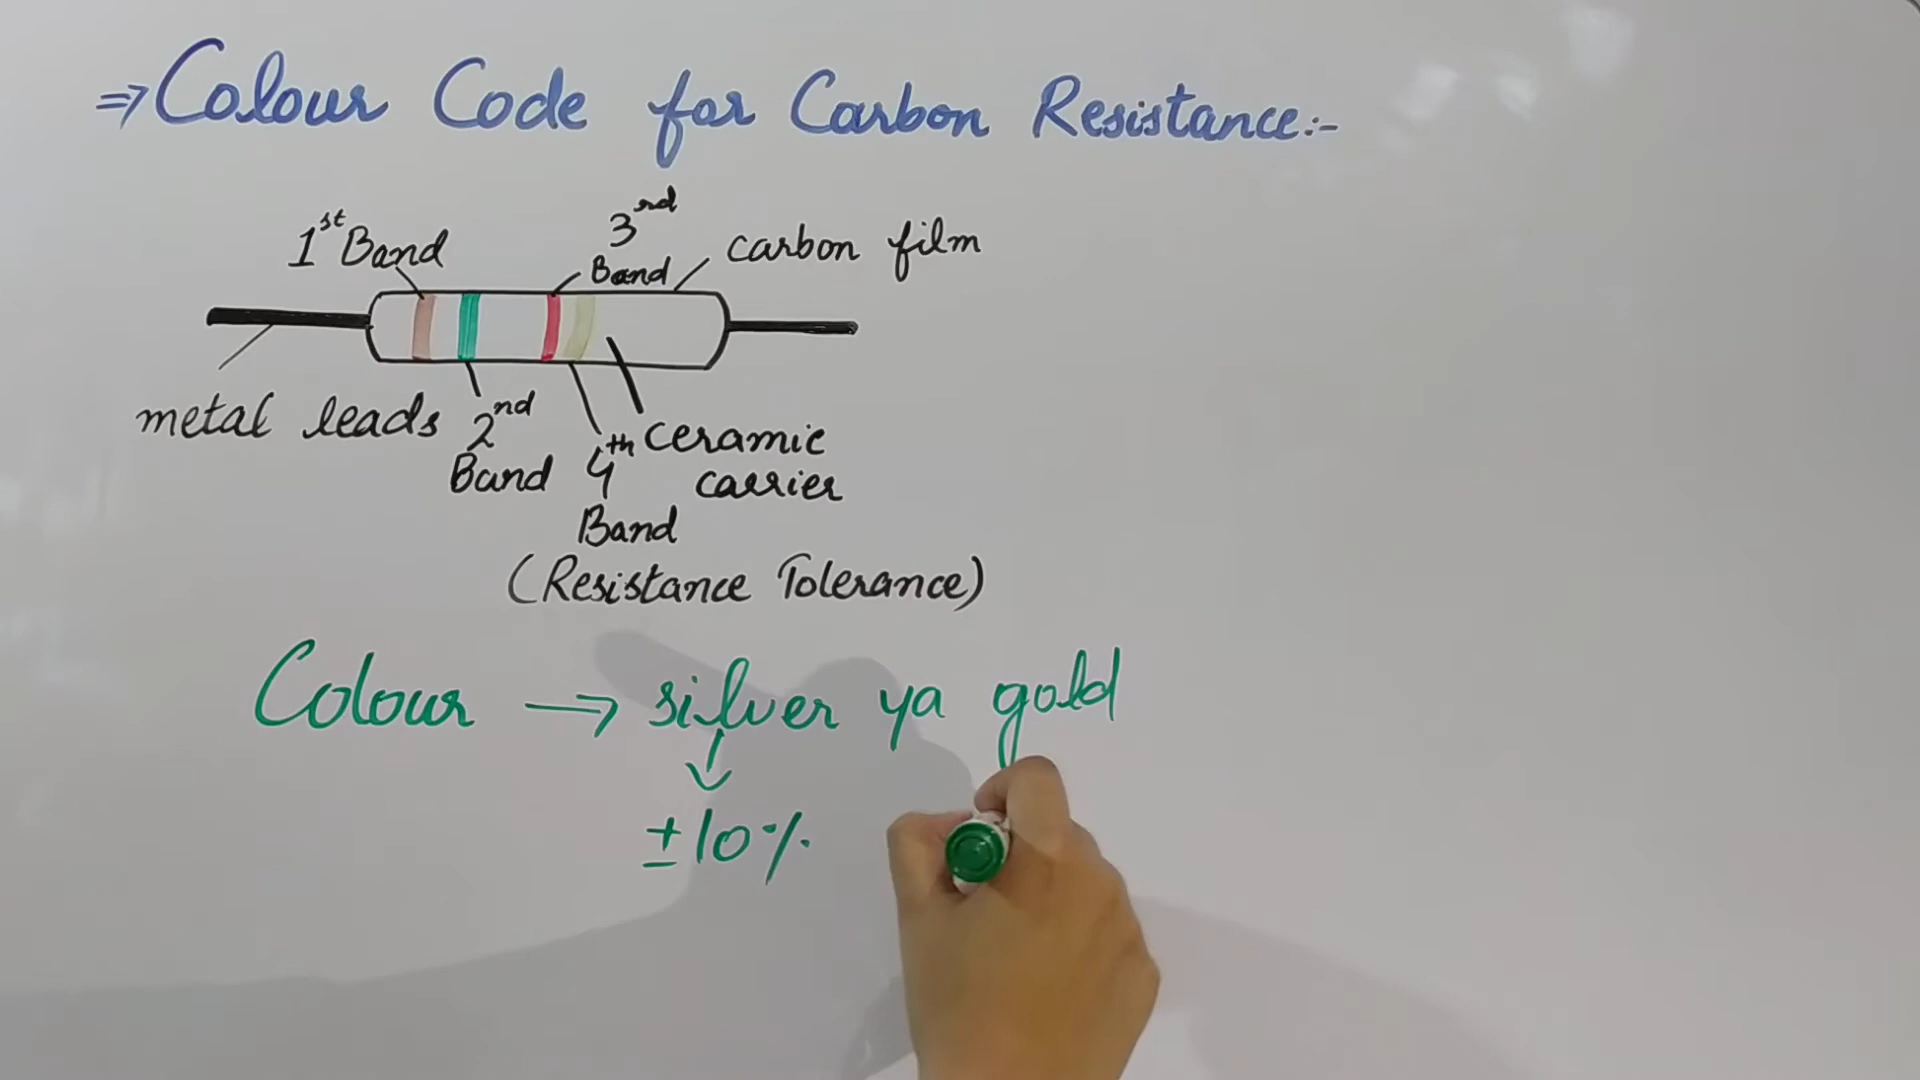 ⇒ Colour Code for Carbon Resistance:-
1st Band
3rd Band
carbon film
metal leads
2nd Band
4th Band
(Resistance Tolerance)
ceramic carrier
Colour → silver ya gold
↓
±10%